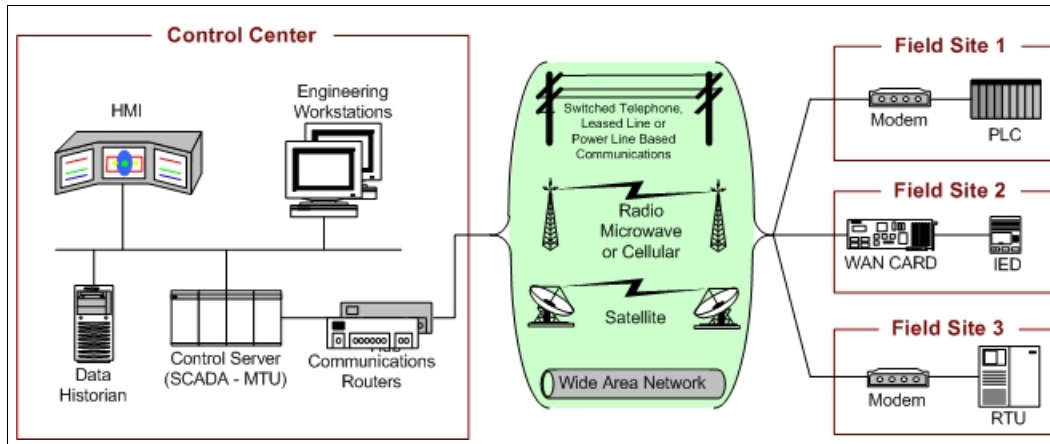 Control Center
HMI
Engineering
Workstations
Data
Historian
Control Server
(SCADA - MTU)
Communications
Routers
Switched Telephone,
Leased Line or
Power Line Based
Communications
Radio
Microwave
or Cellular
Satellite
Wide Area Network
Field Site 1
Modem
PLC
Field Site 2
WAN CARD
IED
Field Site 3
Modem
RTU